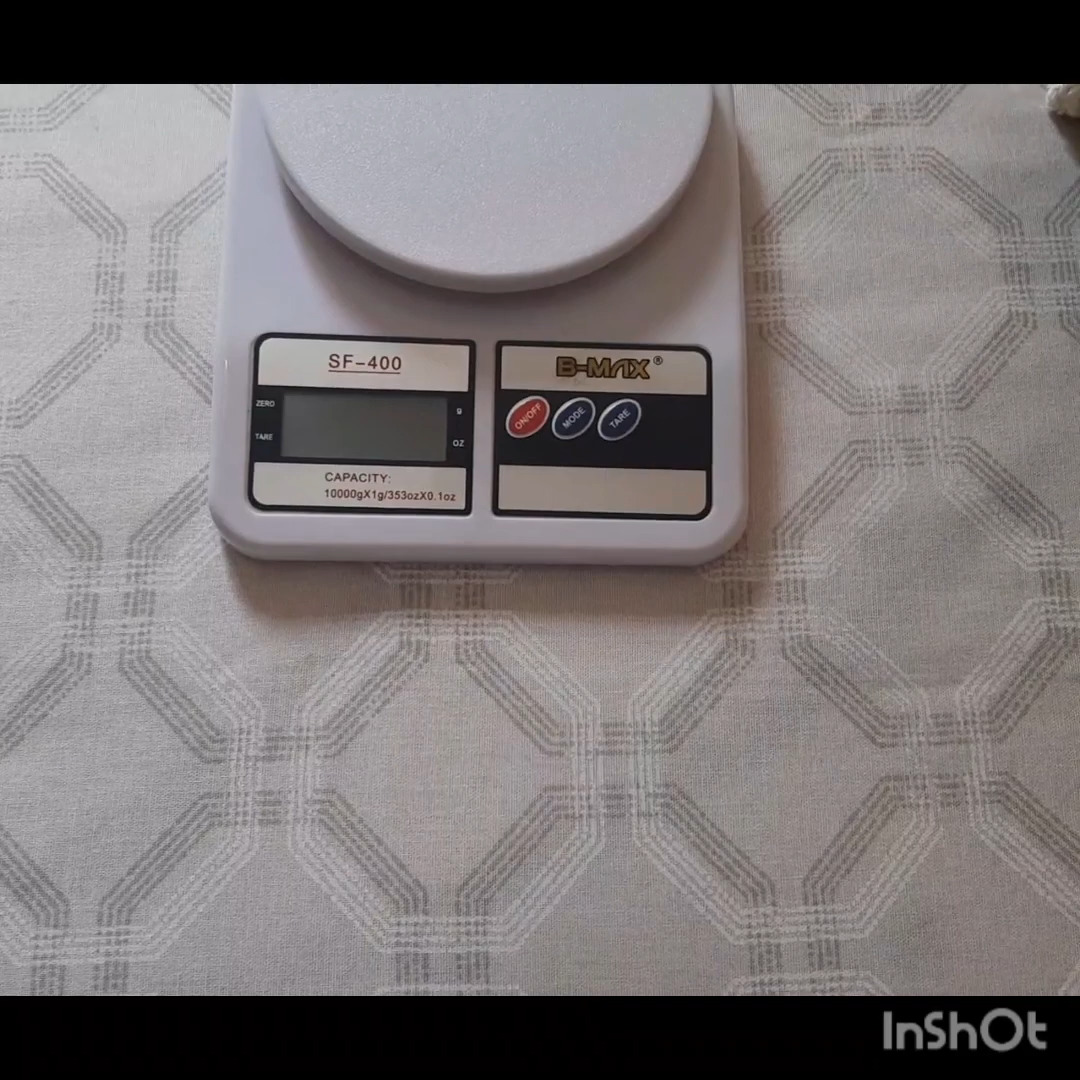 SF-400
ZERO
g
TARE
OZ
CAPACITY:
10000gX1g/353ozX0.1oz
B-MAX®
ON/OFF
MODE
TARE
InShOt